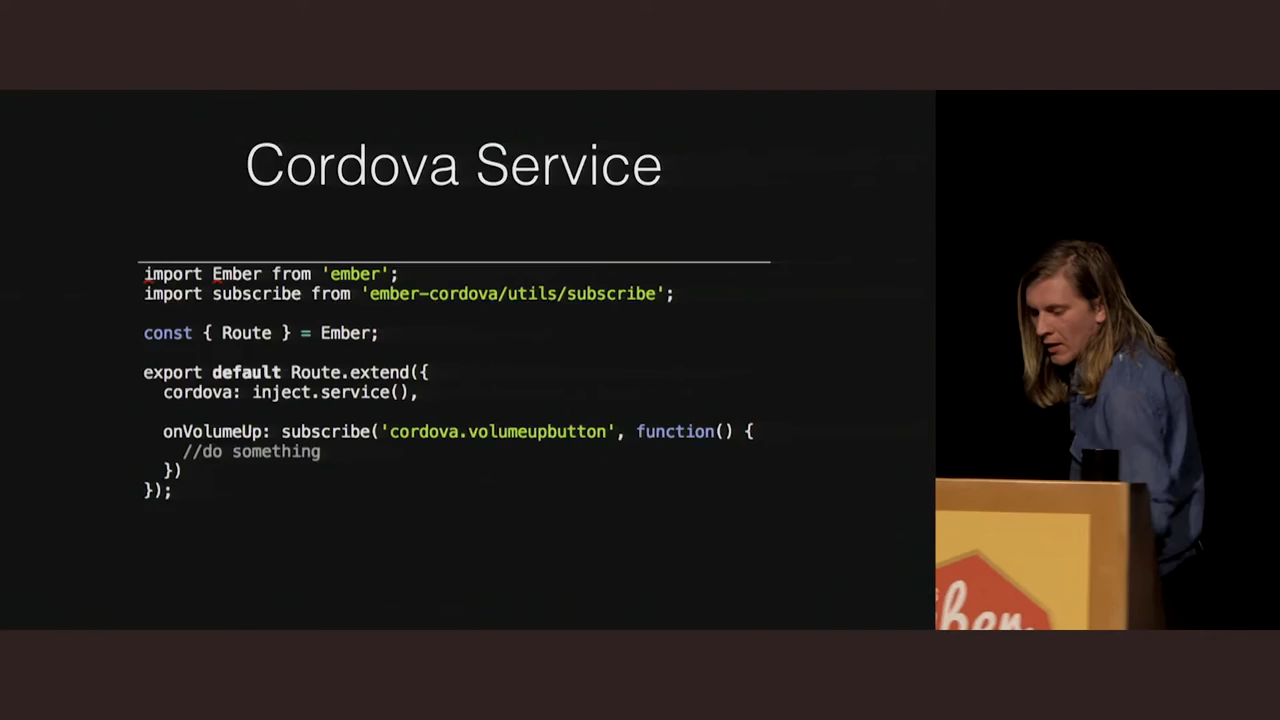 Cordova Service
import Ember from 'ember';
import subscribe from 'ember-cordova/utils/subscribe';
const { Route } = Ember;
export default Route.extend({
cordova: inject.service(),
onVolumeUp: subscribe('cordova.volumeupbutton', function() {
//do something
})
});